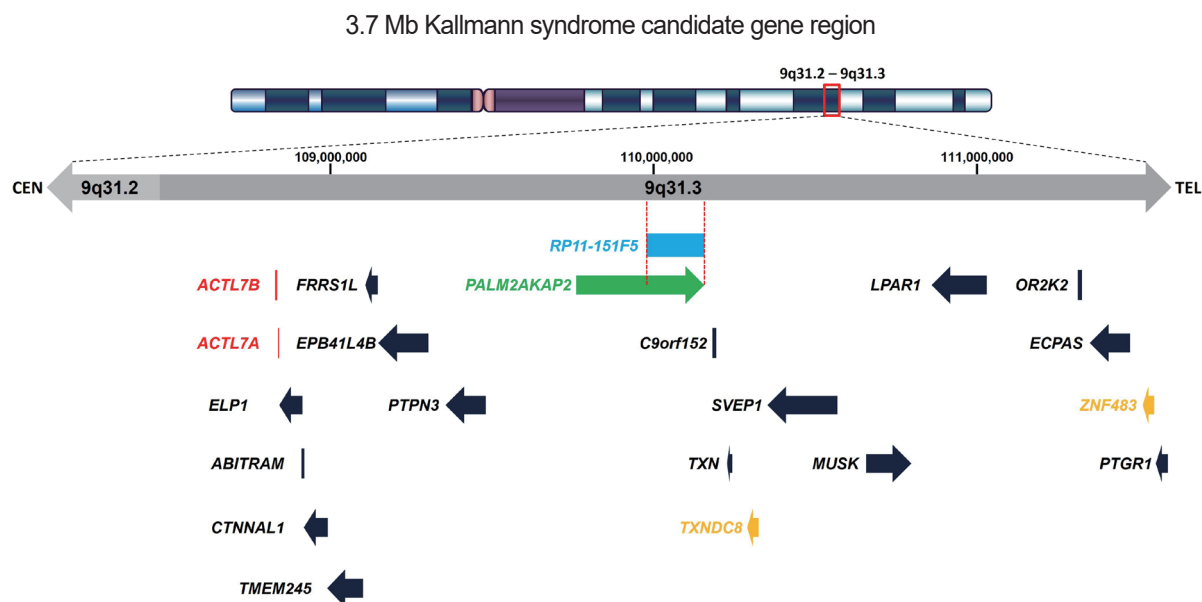 3.7 Mb Kallmann syndrome candidate gene region
9q31.2 – 9q31.3
109,000,000 110,000,000 111,000,000
CEN 9q31.2 9q31.3 TEL
RP11-151F5
ACTL7B FRRS1L PALM2AKAP2 LPAR1 OR2K2
ACTL7A EPB41L4B C9orf152 ECPAS
ELP1 PTPN3 SVEP1 ZNF483
ABITRAM TXN MUSK PTGR1
CTNNAL1 TXNDC8
TMEM245